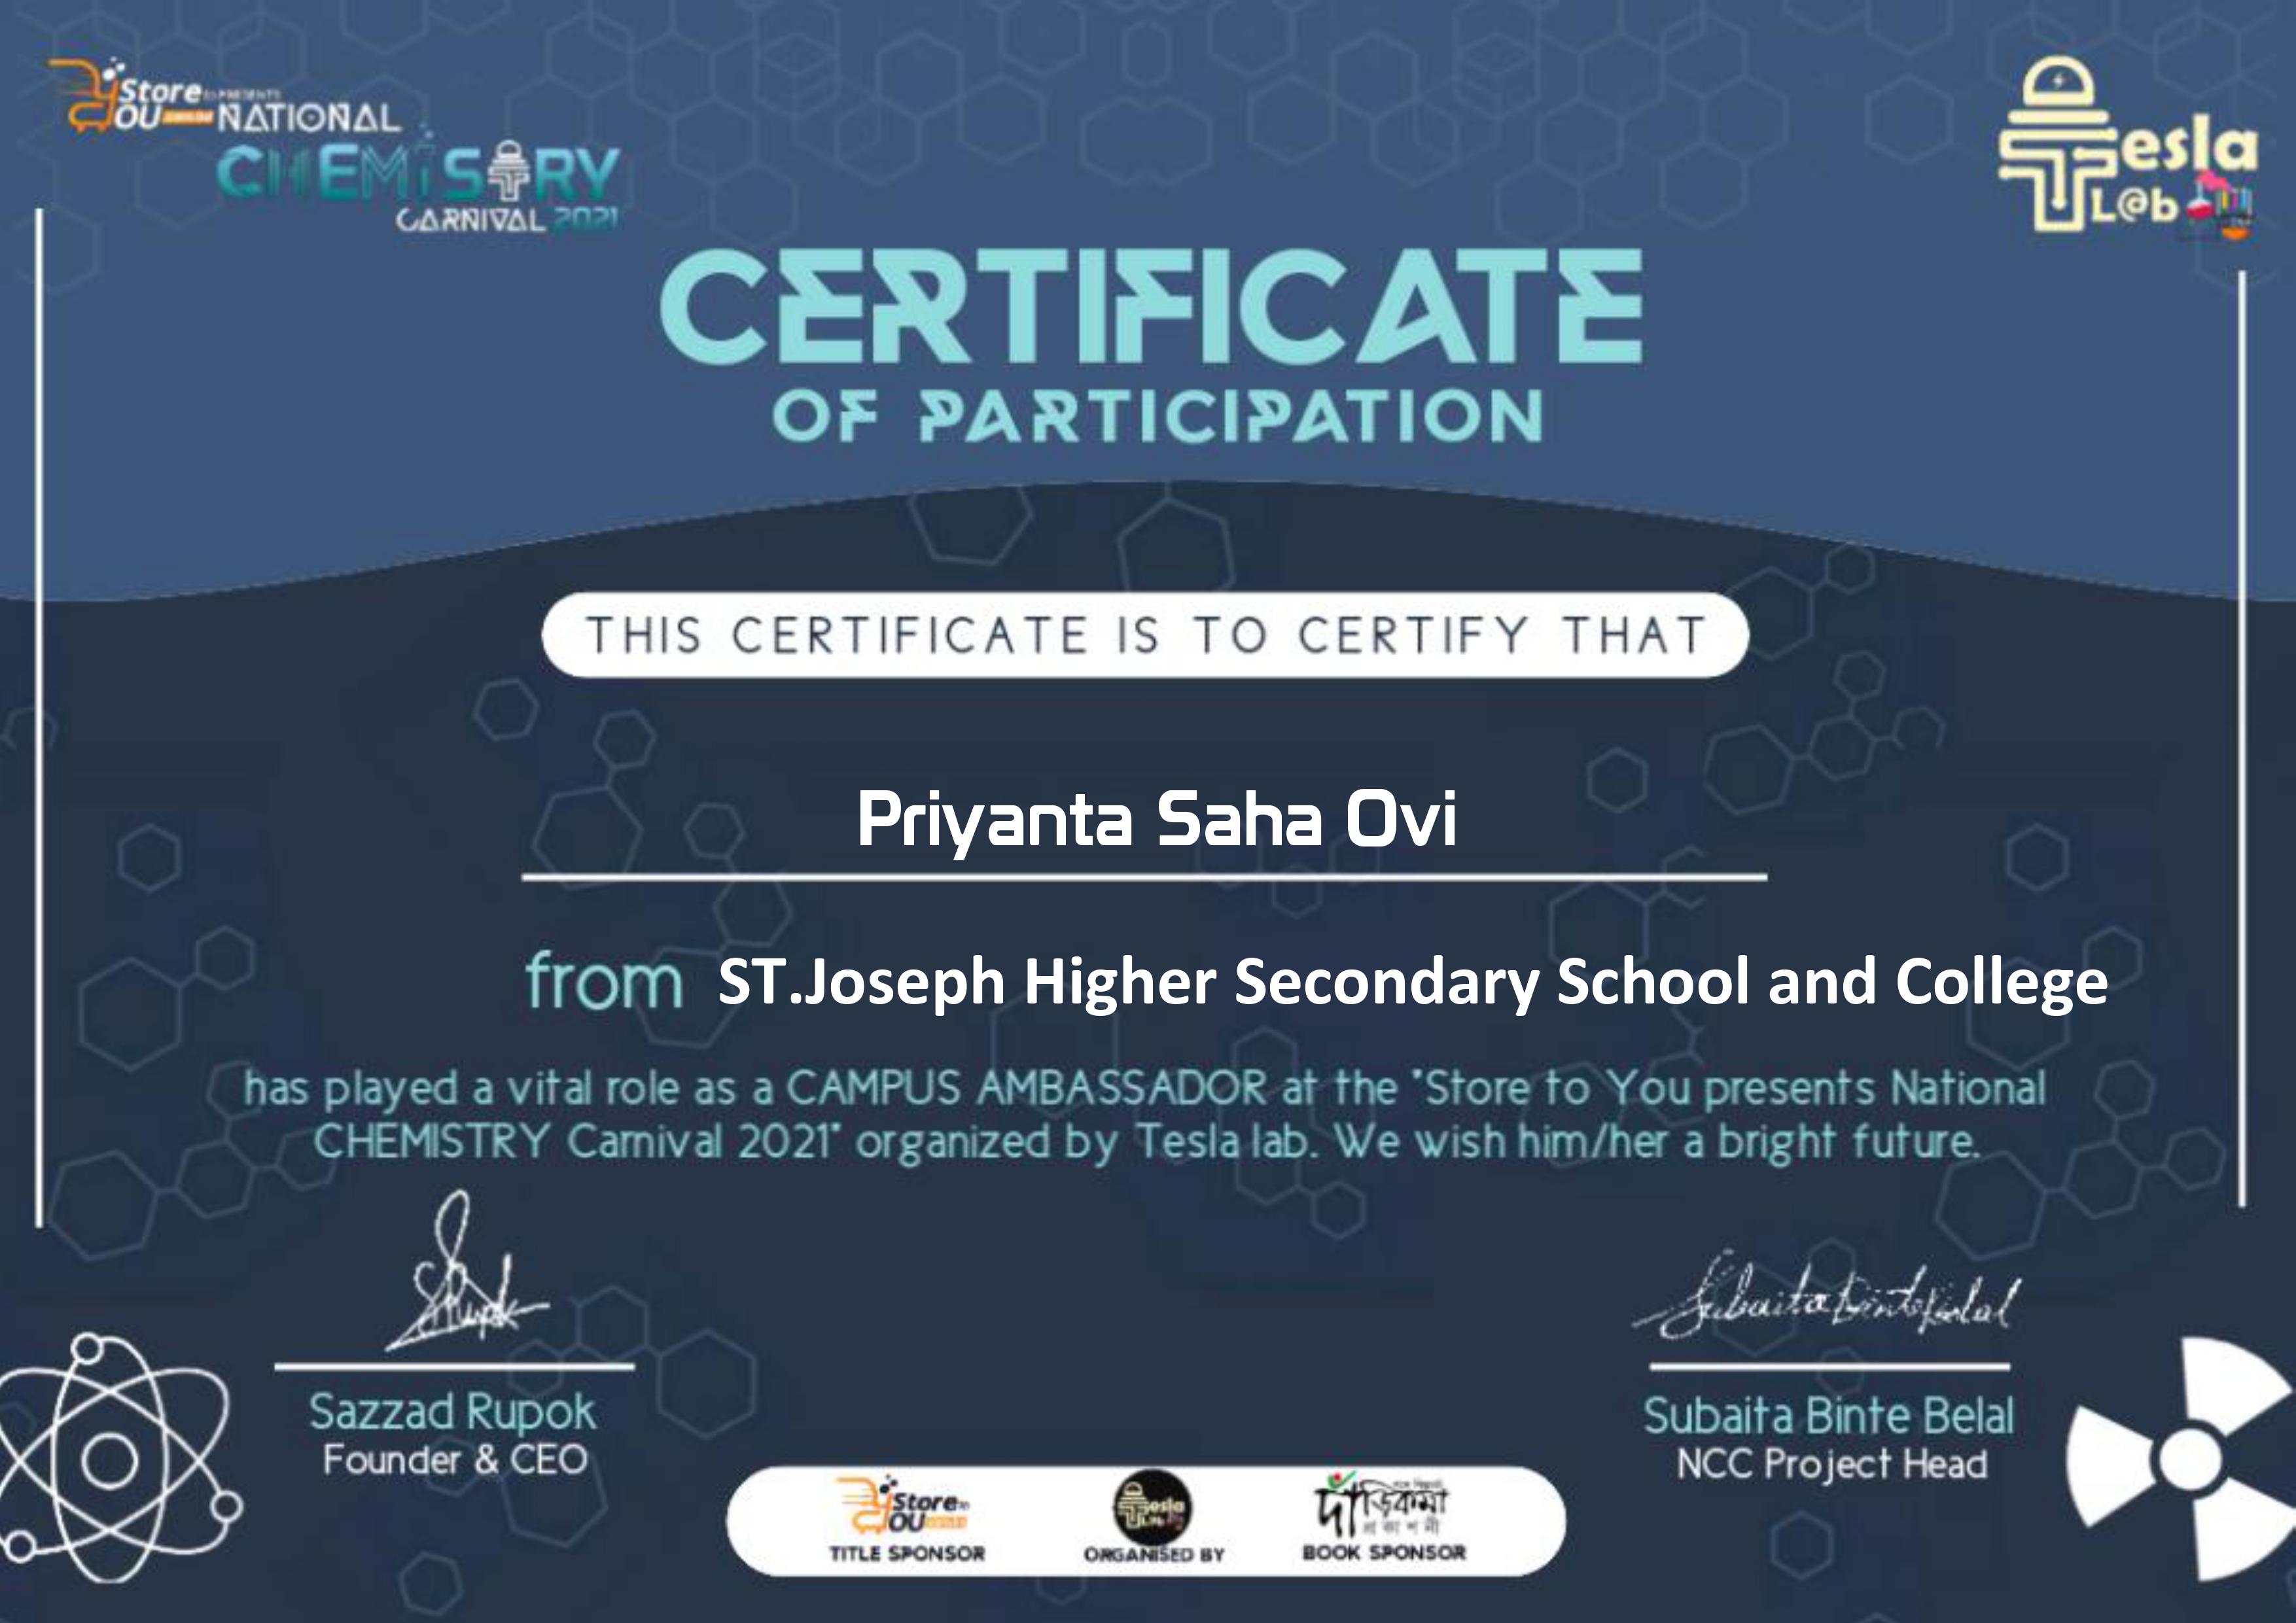 Store to PRESENTS
YOU NATIONAL
CHEMISTRY
CARNIVAL 2021
Tesla
L@b
CERTIFICATE
OF PARTICIPATION
THIS CERTIFICATE IS TO CERTIFY THAT
Priyanta Saha Ovi
from ST.Joseph Higher Secondary School and College
has played a vital role as a CAMPUS AMBASSADOR at the "Store to You presents National
CHEMISTRY Carnival 2021" organized by Tesla lab. We wish him/her a bright future.
SRupok
Subaita Binte Belal
Sazzad Rupok
Founder & CEO
Subaita Binte Belal
NCC Project Head
Store to
YOU
TITLE SPONSOR
Tesla
L@b
ORGANISED BY
দাঁড়িকমা
প্রকাশনী
BOOK SPONSOR